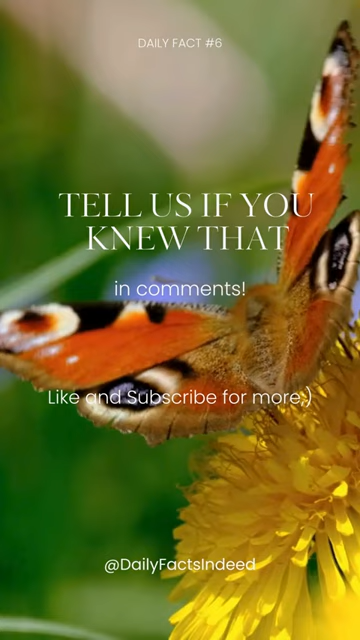 DAILY FACT #6
TELL US IF YOU
KNEW THAT
in comments!
Like and Subscribe for more;)
@DailyFactsIndeed